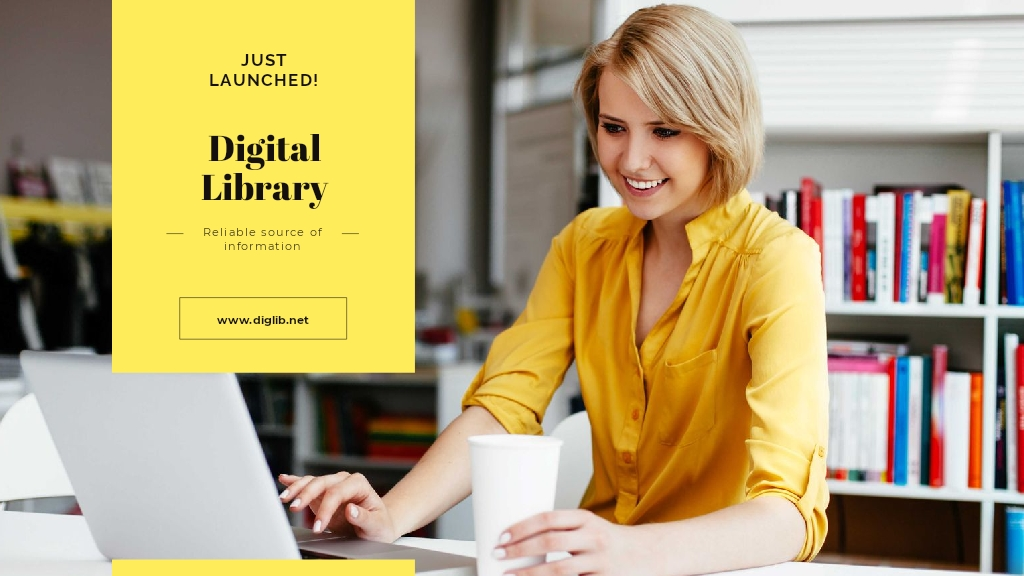 JUST
LAUNCHED!
Digital
Library
Reliable source of
information
www.diglib.net